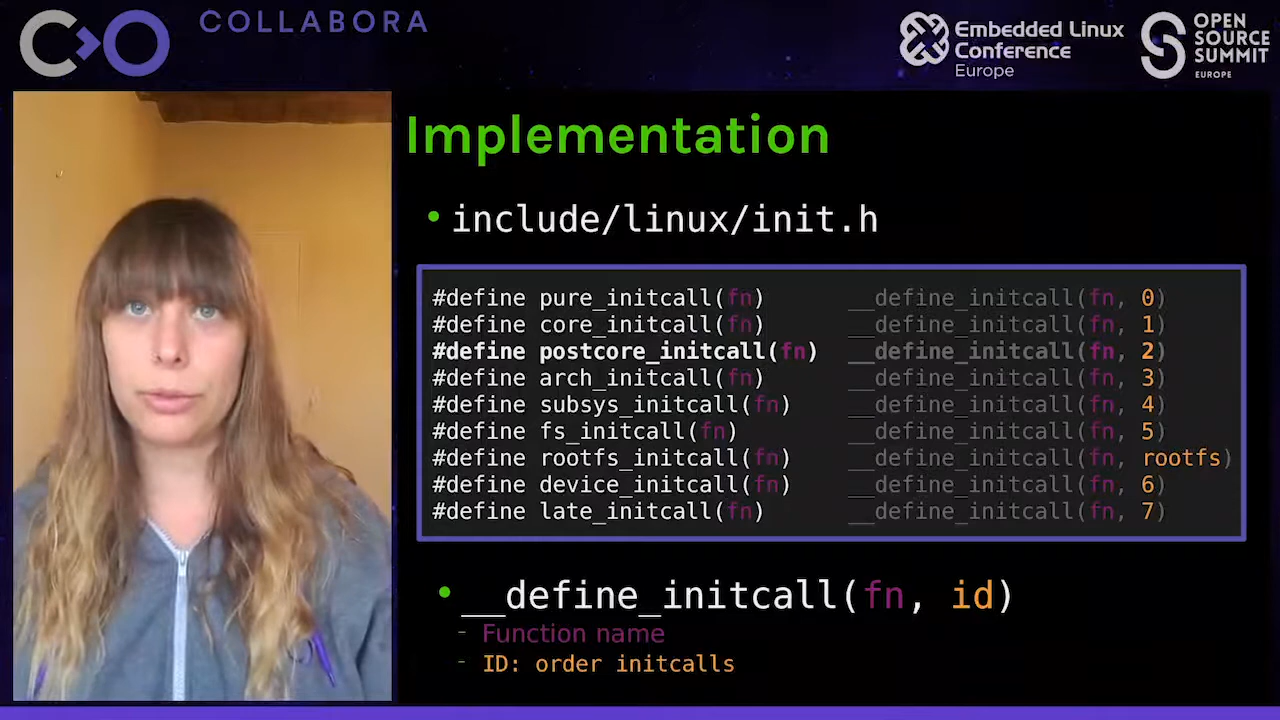 COLLABORA
Embedded Linux
Conference
Europe
OPEN
SOURCE
SUMMIT
EUROPE
Implementation
• include/linux/init.h
#define pure_initcall(fn) __define_initcall(fn, 0)
#define core_initcall(fn) __define_initcall(fn, 1)
#define postcore_initcall(fn) __define_initcall(fn, 2)
#define arch_initcall(fn) __define_initcall(fn, 3)
#define subsys_initcall(fn) __define_initcall(fn, 4)
#define fs_initcall(fn) __define_initcall(fn, 5)
#define rootfs_initcall(fn) __define_initcall(fn, rootfs)
#define device_initcall(fn) __define_initcall(fn, 6)
#define late_initcall(fn) __define_initcall(fn, 7)
• __define_initcall(fn, id)
- Function name
- ID: order initcalls